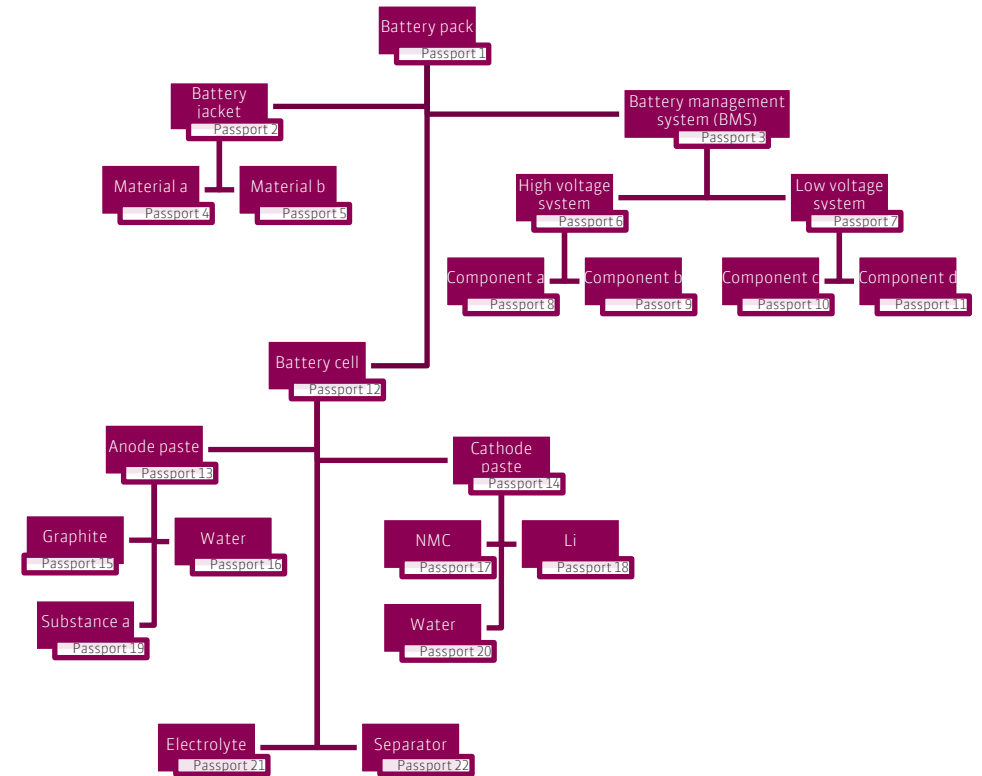 Battery pack
Passport 1
Battery
jacket
Passport 2
Battery management
system (BMS)
Passport 3
Material a
Passport 4
Material b
Passport 5
High voltage
system
Passport 6
Low voltage
system
Passport 7
Component a
Passport 8
Component b
Passport 9
Component c
Passport 10
Component d
Passport 11
Battery cell
Passport 12
Anode paste
Passport 13
Cathode
paste
Passport 14
Graphite
Passport 15
Water
Passport 16
NMC
Passport 17
Li
Passport 18
Substance a
Passport 19
Water
Passport 20
Electrolyte
Passport 21
Separator
Passport 22